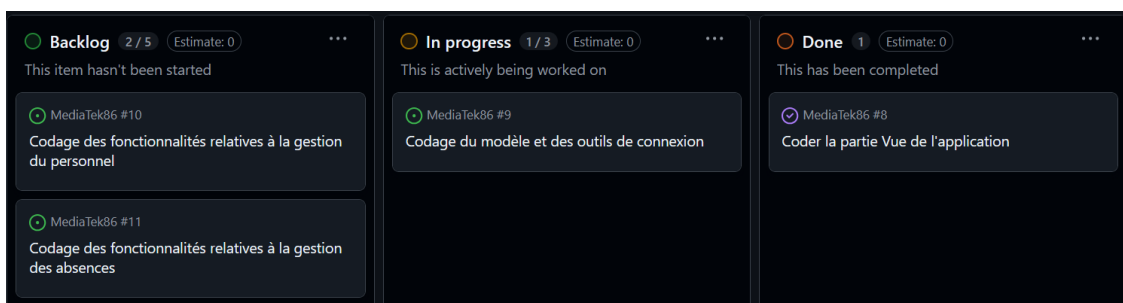 Backlog 2 / 5 Estimate: 0
This item hasn't been started
MediaTek86 #10
Codage des fonctionnalités relatives à la gestion
du personnel
MediaTek86 #11
Codage des fonctionnalités relatives à la gestion
des absences
In progress 1 / 3 Estimate: 0
This is actively being worked on
MediaTek86 #9
Codage du modèle et des outils de connexion
Done 1 Estimate: 0
This has been completed
MediaTek86 #8
Coder la partie Vue de l'application